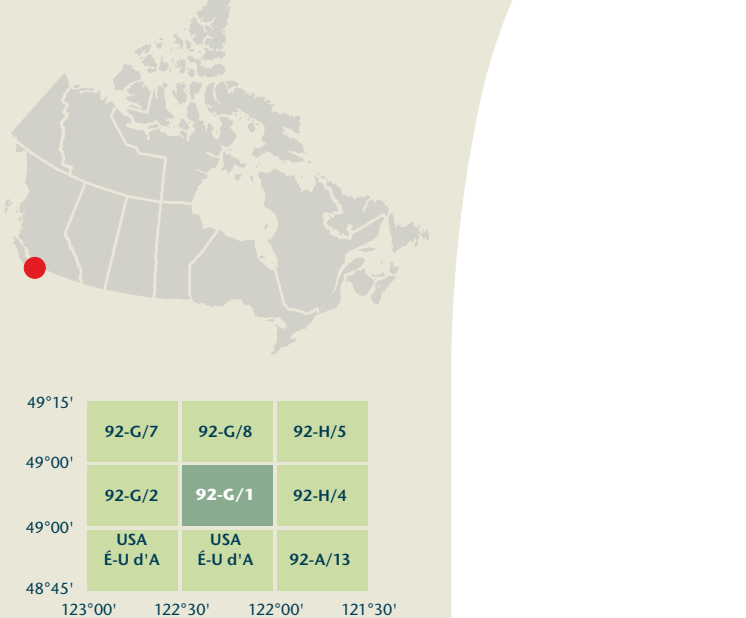 49°15'
92-G/7 92-G/8 92-H/5
49°00'
92-G/2 92-G/1 92-H/4
49°00'
USA USA
É-U d'A É-U d'A 92-A/13
48°45'
123°00' 122°30' 122°00' 121°30'